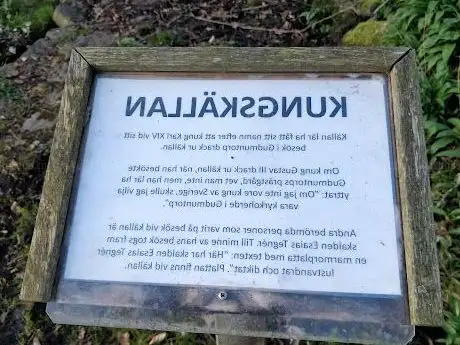 KUNGSKÄLLAN
Källan lär ha fått sitt namn efter att kung Karl XIV vid sitt
besök i Gudmuntorp drack ur källan.
Om kung Gustav III drack ur källan, när han besökte
Gudmuntorps prästgård, vet man inte, men han lär ha
yttrat: "Om jag inte vore kung av Sverige, skulle jag vilja
vara kyrkoherde i Gudmuntorp"
Andra berömda personer som varit på besök vid källan är
skalden Esaias Tegnér. Till minne av hans besök togs fram
en marmorplatta med texten: "Här har skalden Esaias Tegnér
lustvandrat och diktat". Plattan finns vid källan.